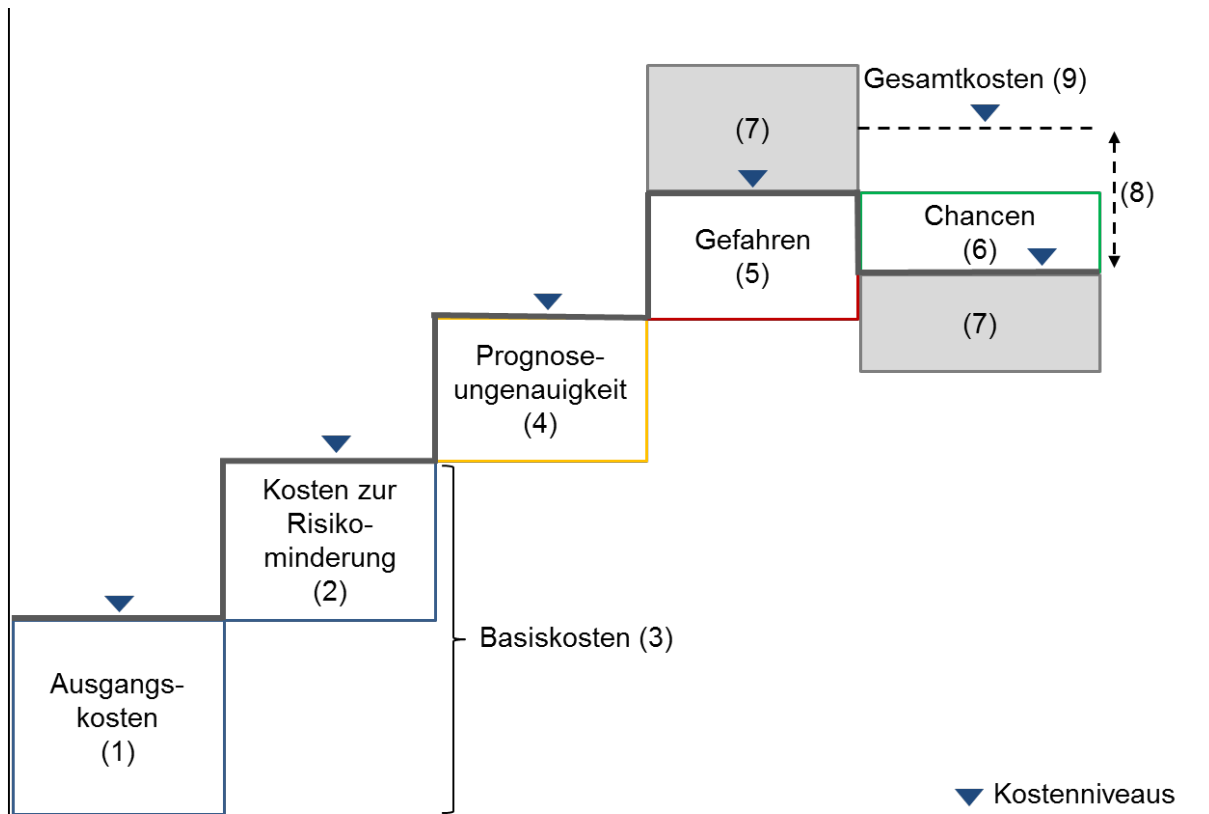 Gesamtkosten (9)
(7)
(8)
Chancen
(6)
Gefahren
(5)
(7)
Prognose-
ungenauigkeit
(4)
Kosten zur
Risiko-
minderung
(2)
Basiskosten (3)
Ausgangs-
kosten
(1)
Kostenniveaus